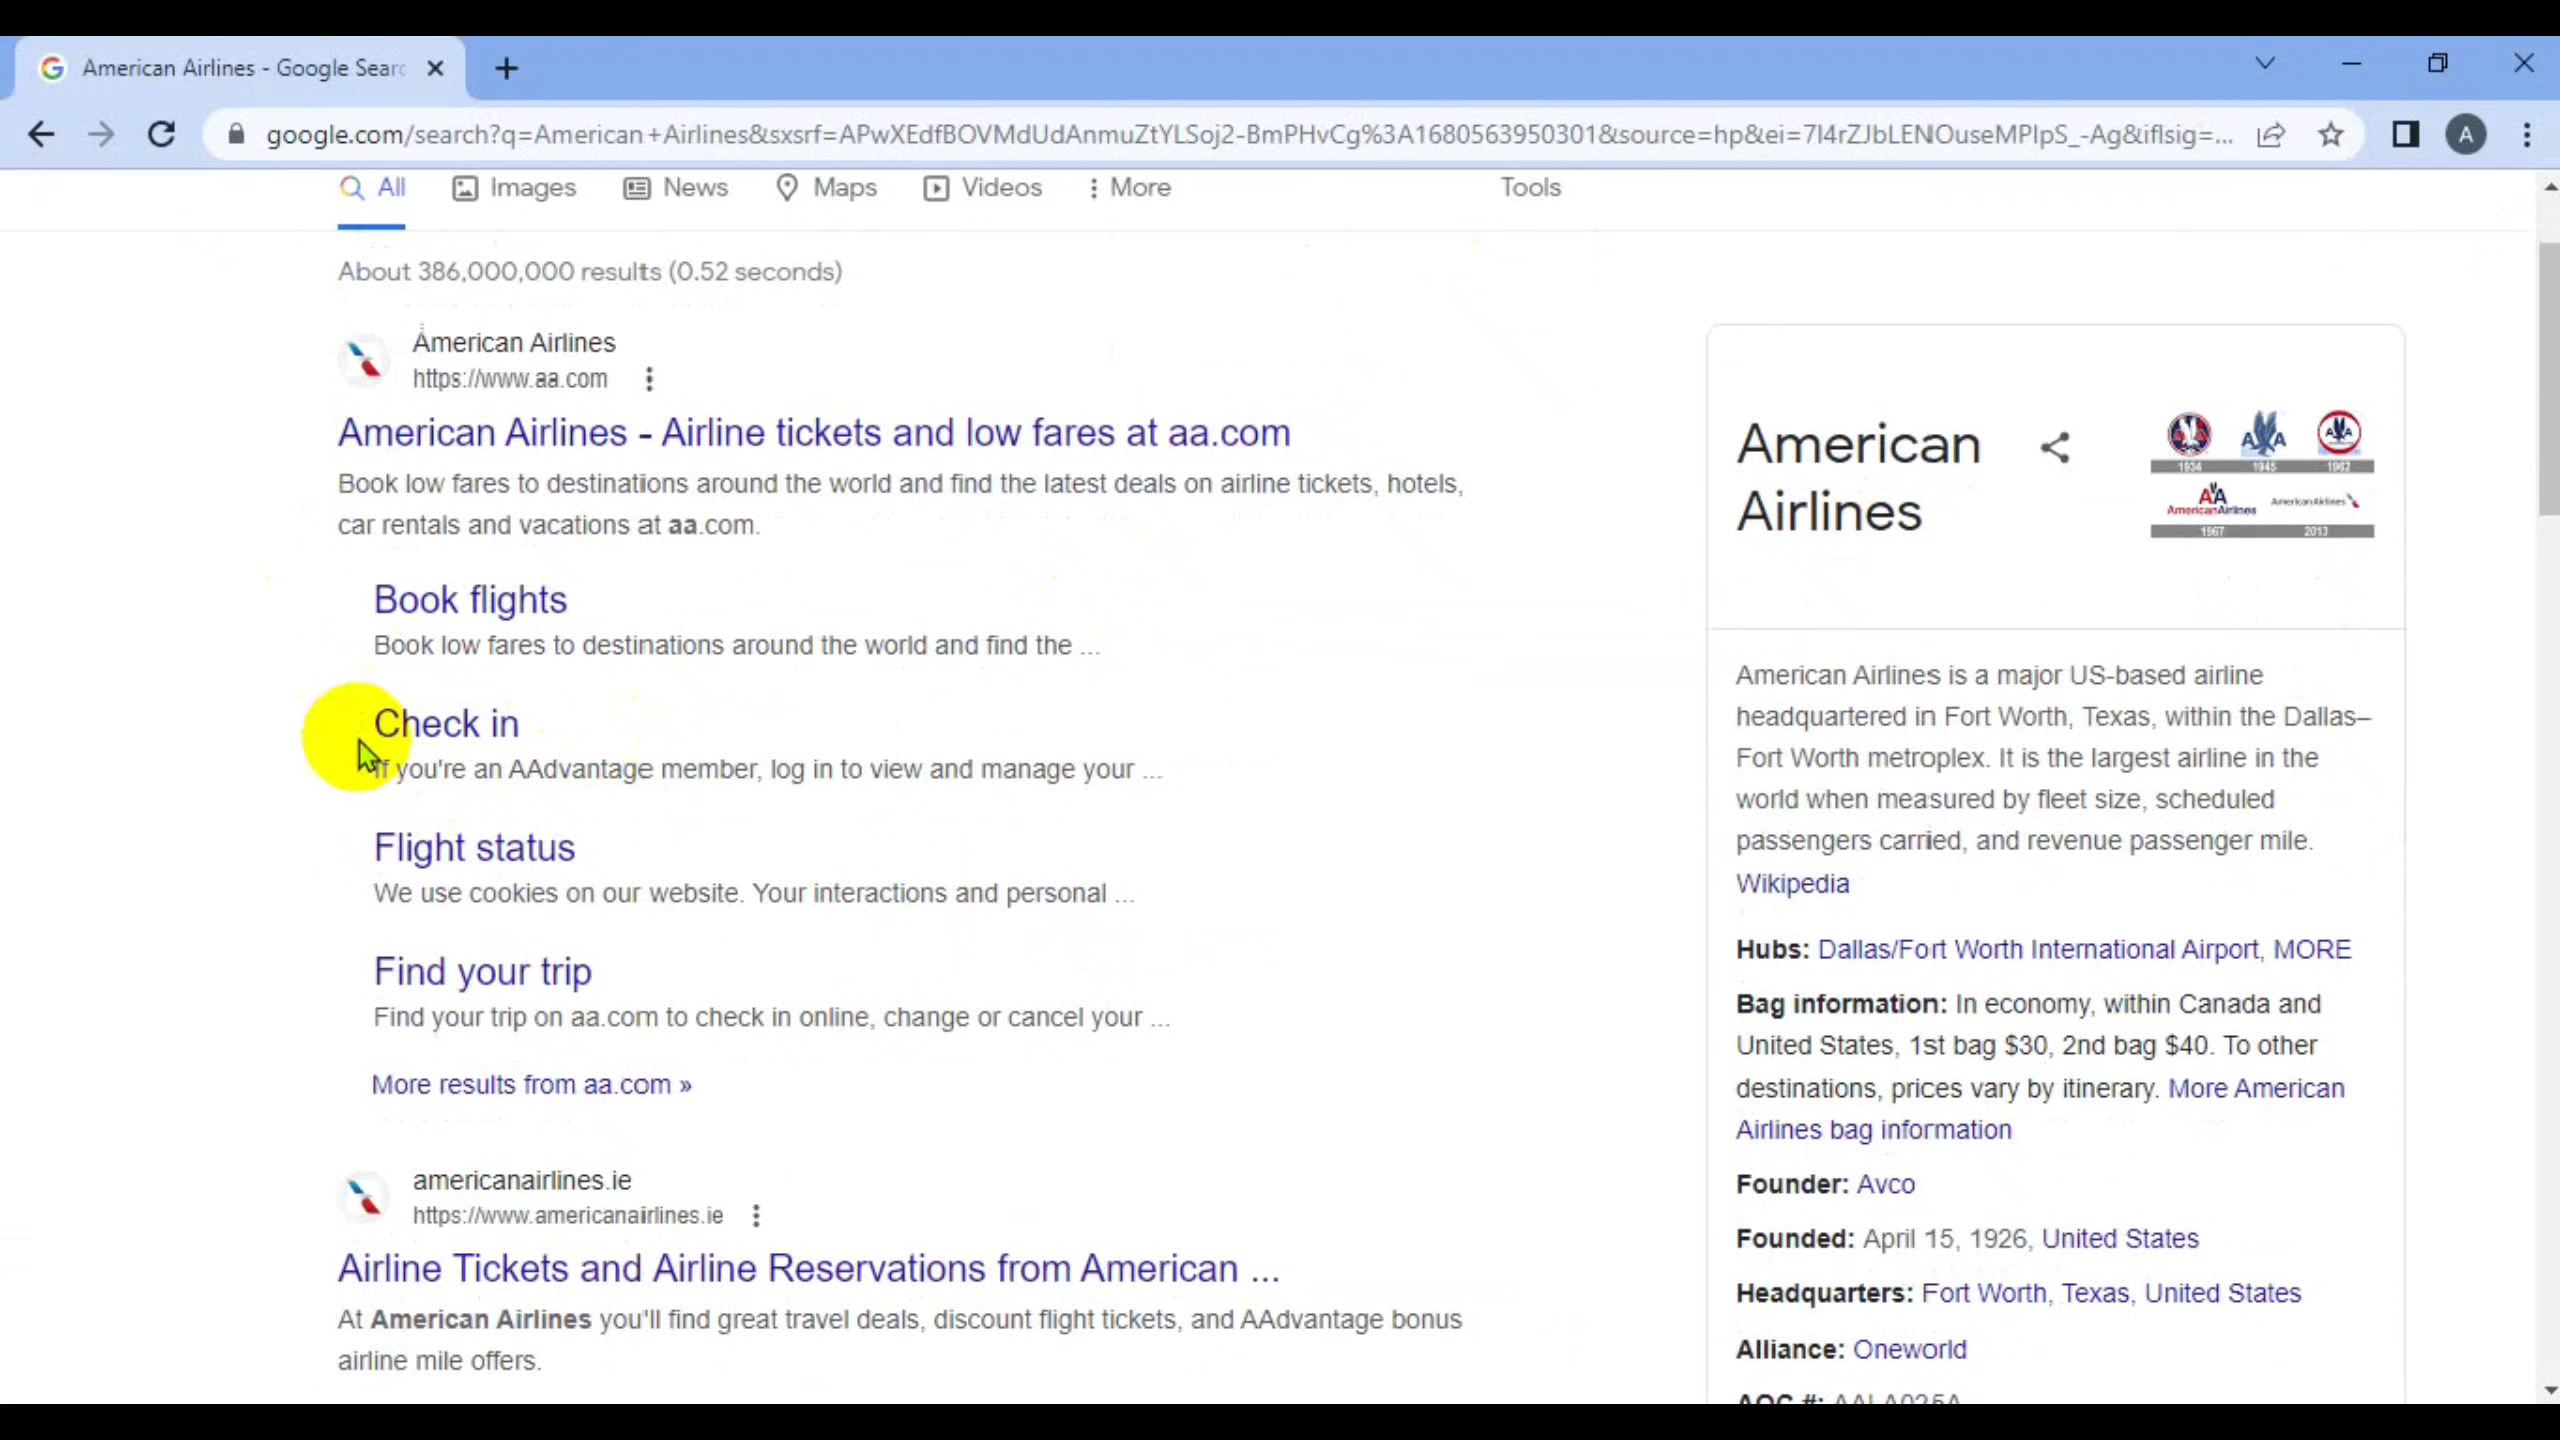 American Airlines - Google Searc
google.com/search?q=American+Airlines&sxsrf=APwXEdfBOVMdUdAnmuZtYLSoj2-BmPHvCg%3A1680563950301&source=hp&ei=7I4rZJbLENOuseMPlpS_-Ag&iflsig=...
A
All Images News Maps Videos More Tools
About 386,000,000 results (0.52 seconds)
American Airlines
https://www.aa.com
American Airlines - Airline tickets and low fares at aa.com
Book low fares to destinations around the world and find the latest deals on airline tickets, hotels,
car rentals and vacations at aa.com.
Book flights
Book low fares to destinations around the world and find the ...
Check in
If you're an AAdvantage member, log in to view and manage your ...
Flight status
We use cookies on our website. Your interactions and personal ...
Find your trip
Find your trip on aa.com to check in online, change or cancel your ...
More results from aa.com »
americanairlines.ie
https://www.americanairlines.ie
Airline Tickets and Airline Reservations from American ...
At American Airlines you'll find great travel deals, discount flight tickets, and AAdvantage bonus
airline mile offers.
American
Airlines
1934 1945 1962
AA
AmericanAirlines AmericanAirlines
1967 2013
American Airlines is a major US-based airline
headquartered in Fort Worth, Texas, within the Dallas–
Fort Worth metroplex. It is the largest airline in the
world when measured by fleet size, scheduled
passengers carried, and revenue passenger mile.
Wikipedia
Hubs: Dallas/Fort Worth International Airport, MORE
Bag information: In economy, within Canada and
United States, 1st bag $30, 2nd bag $40. To other
destinations, prices vary by itinerary. More American
Airlines bag information
Founder: Avco
Founded: April 15, 1926, United States
Headquarters: Fort Worth, Texas, United States
Alliance: Oneworld